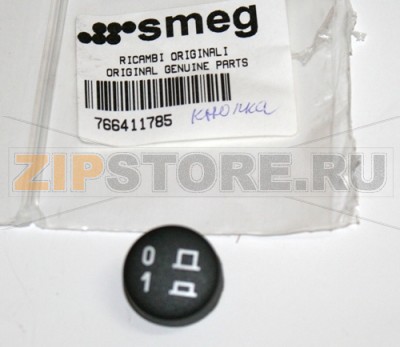 smeg
RICAMBI ORIGINALI
ORIGINAL GENUINE PARTS
766411785 кнопка
ZIPSTORE.RU
0
1